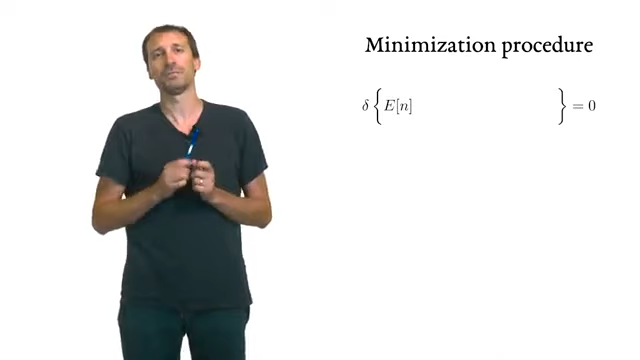 Minimization procedure
δ { E[n] } = 0